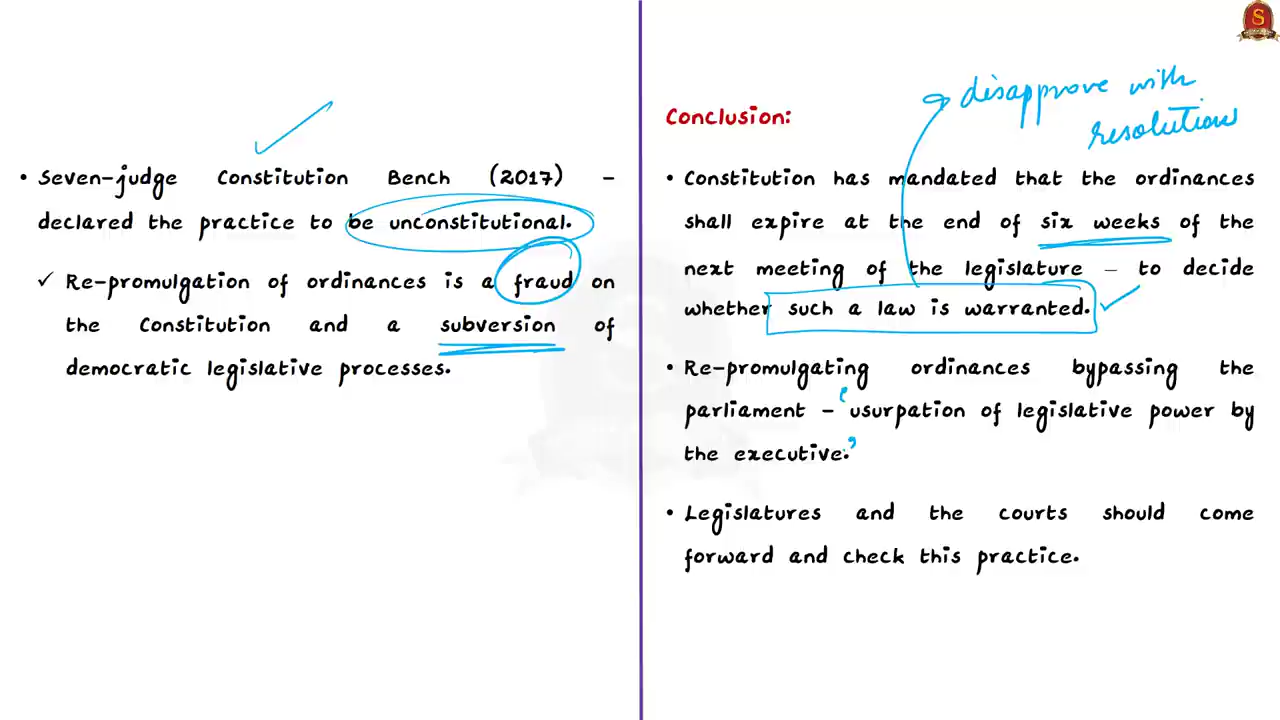 • Seven-judge Constitution Bench (2017) –
declared the practice to be unconstitutional.
✓ Re-promulgation of ordinances is a fraud on
the Constitution and a subversion of
democratic legislative processes.
disapprove with
resolution
Conclusion:
• Constitution has mandated that the ordinances
shall expire at the end of six weeks of the
next meeting of the legislature – to decide
whether such a law is warranted.
• Re-promulgating ordinances bypassing the
parliament – ‘usurpation of legislative power by
the executive.’
• Legislatures and the courts should come
forward and check this practice.